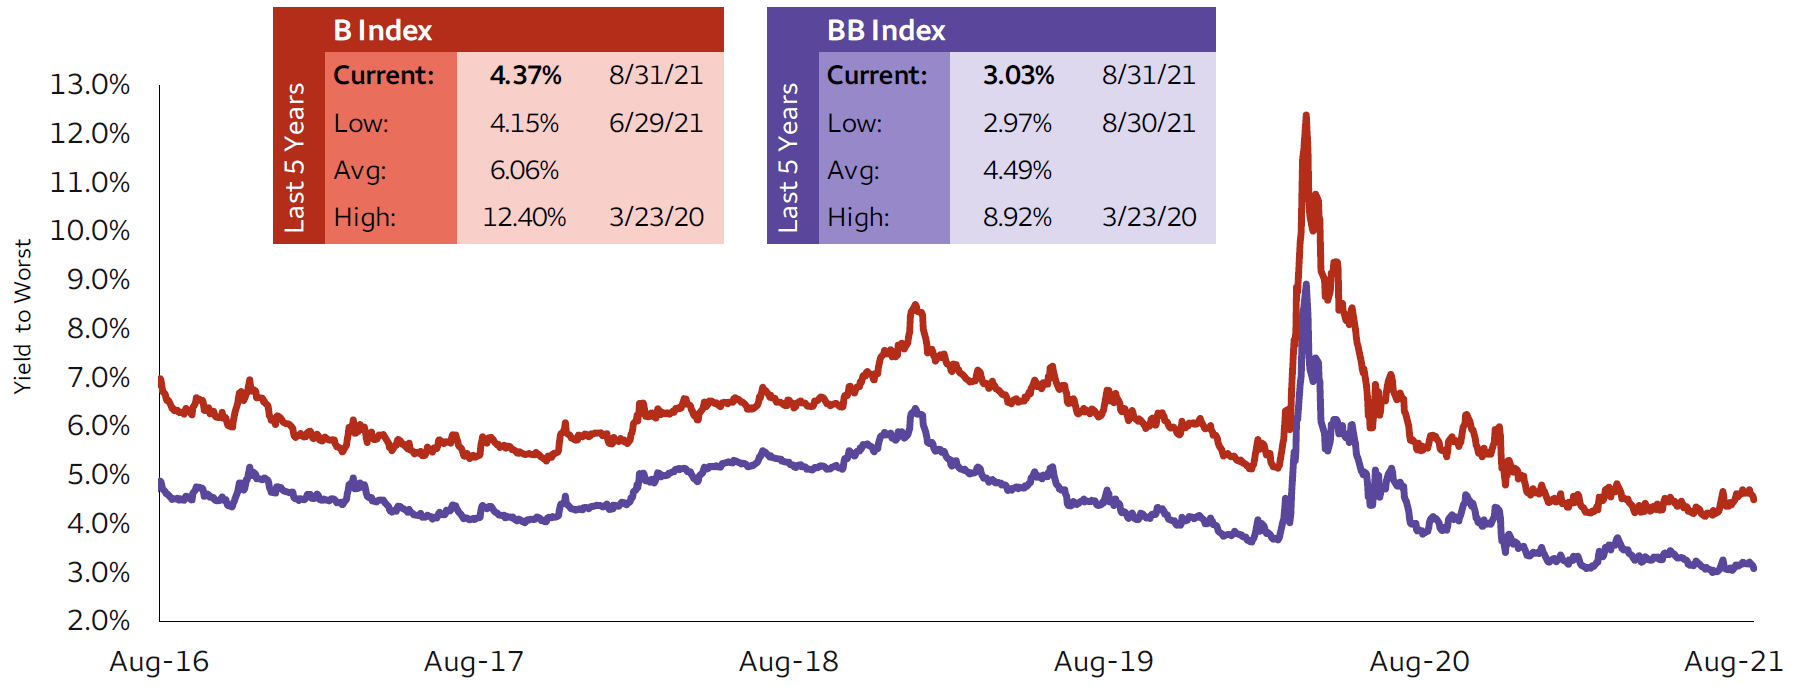 B Index
Last 5 Years
Current: 4.37% 8/31/21
Low: 4.15% 6/29/21
Avg: 6.06%
High: 12.40% 3/23/20
BB Index
Last 5 Years
Current: 3.03% 8/31/21
Low: 2.97% 8/30/21
Avg: 4.49%
High: 8.92% 3/23/20
Yield to Worst
13.0%
12.0%
11.0%
10.0%
9.0%
8.0%
7.0%
6.0%
5.0%
4.0%
3.0%
2.0%
Aug-16 Aug-17 Aug-18 Aug-19 Aug-20 Aug-21